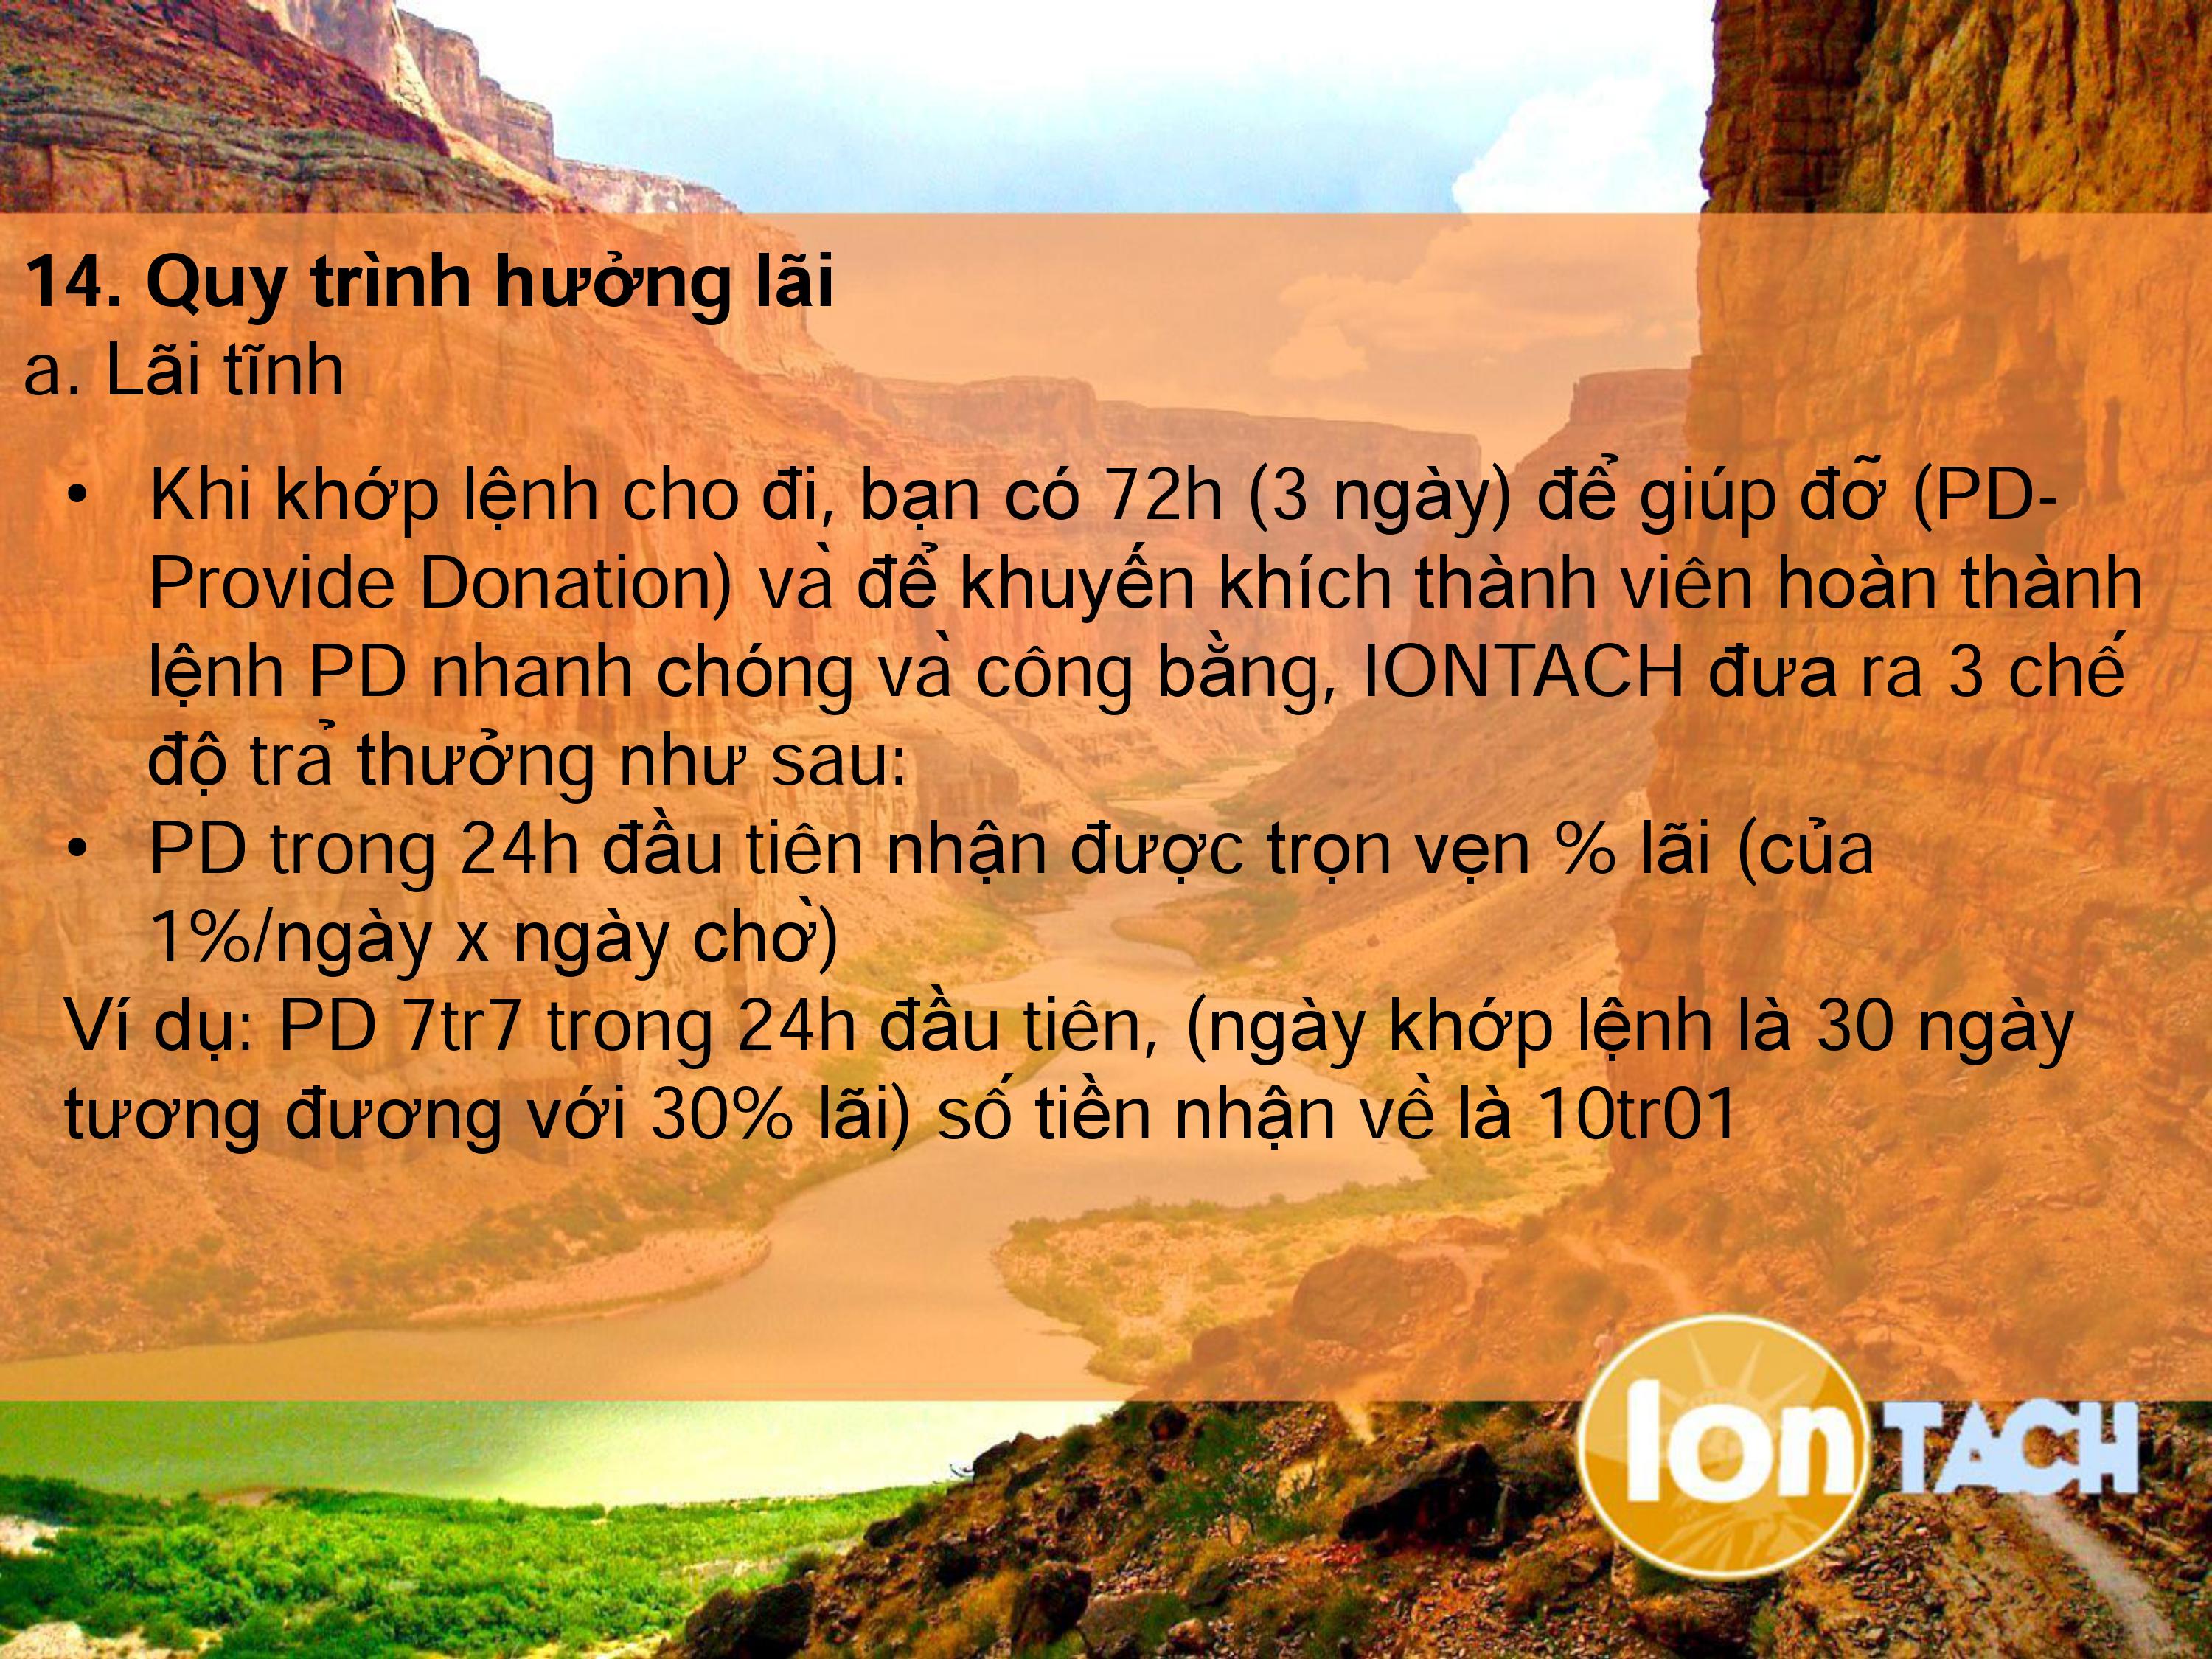 14. Quy trình hưởng lãi
a. Lãi tĩnh
• Khi khớp lệnh cho đi, bạn có 72h (3 ngày) để giúp đỡ (PD-
Provide Donation) và để khuyến khích thành viên hoàn thành
lệnh PD nhanh chóng và công bằng, IONTACH đưa ra 3 chế
độ trả thưởng như sau:
• PD trong 24h đầu tiên nhận được trọn vẹn % lãi (của
1%/ngày x ngày chờ)
Ví dụ: PD 7tr7 trong 24h đầu tiên, (ngày khớp lệnh là 30 ngày
tương đương với 30% lãi) số tiền nhận về là 10tr01
Ion TACH